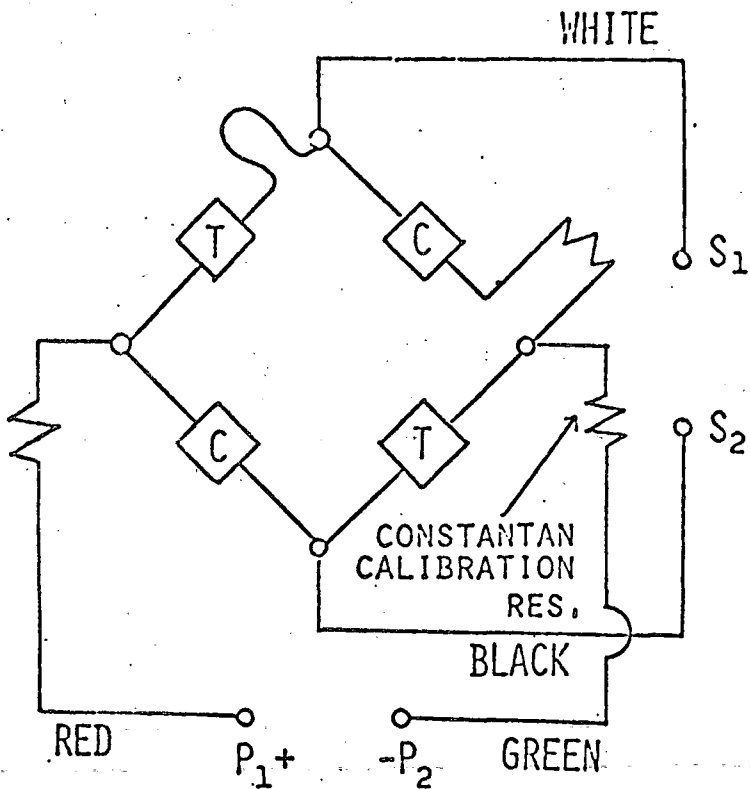 WHITE
T
C
S1
C
T
S2
CONSTANTAN
CALIBRATION
RES.
BLACK
RED
P1+
-P2
GREEN